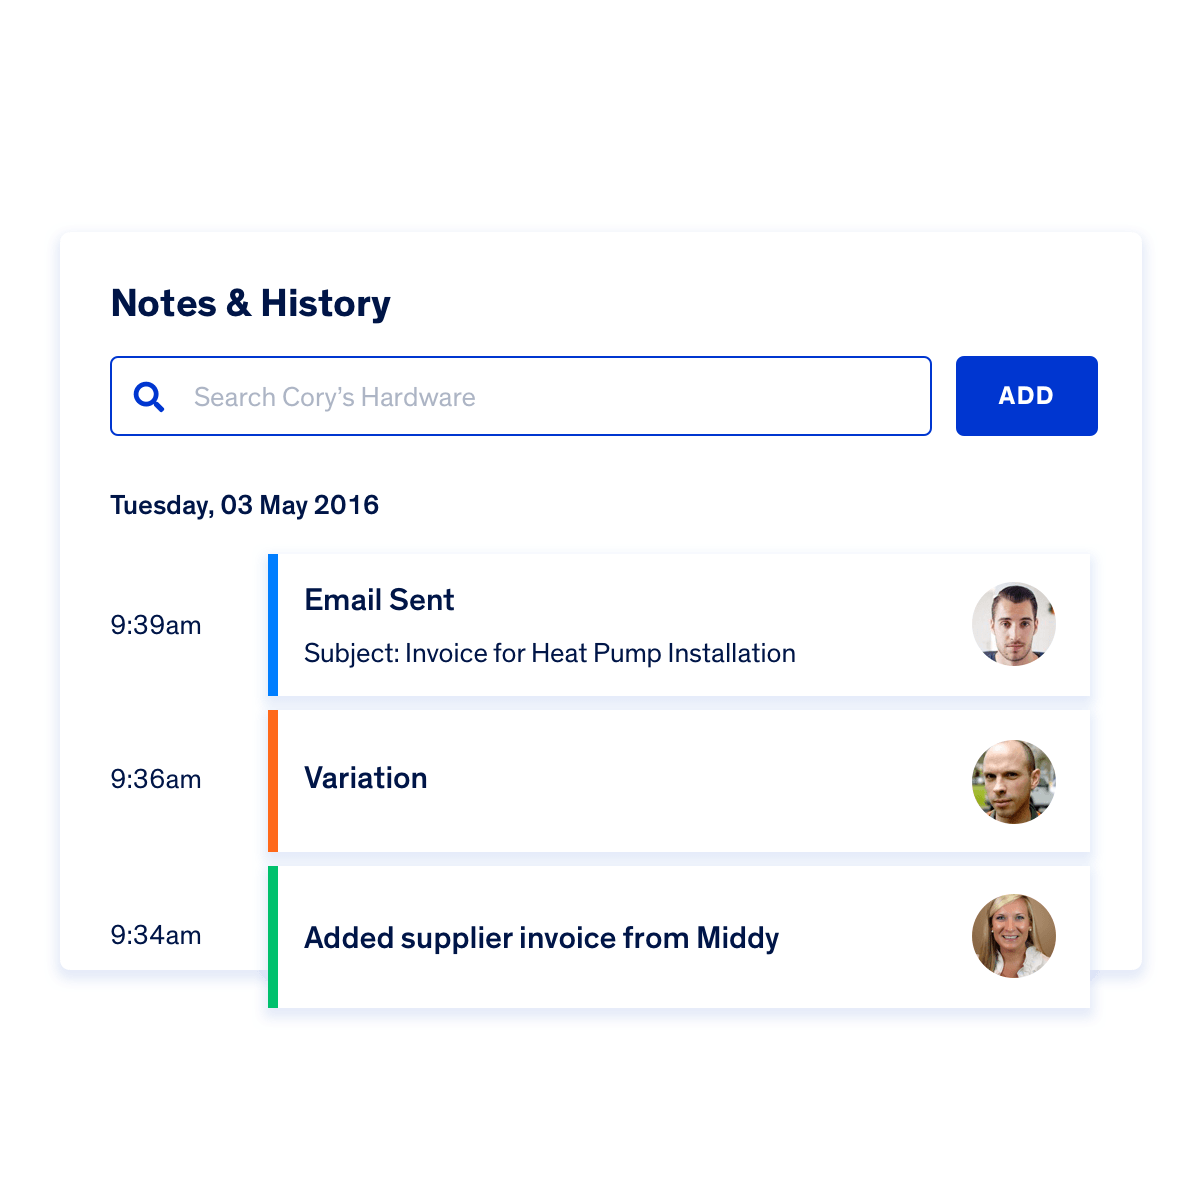 Notes & History
Search Cory’s Hardware
ADD
Tuesday, 03 May 2016
9:39am
Email Sent
Subject: Invoice for Heat Pump Installation
9:36am
Variation
9:34am
Added supplier invoice from Middy